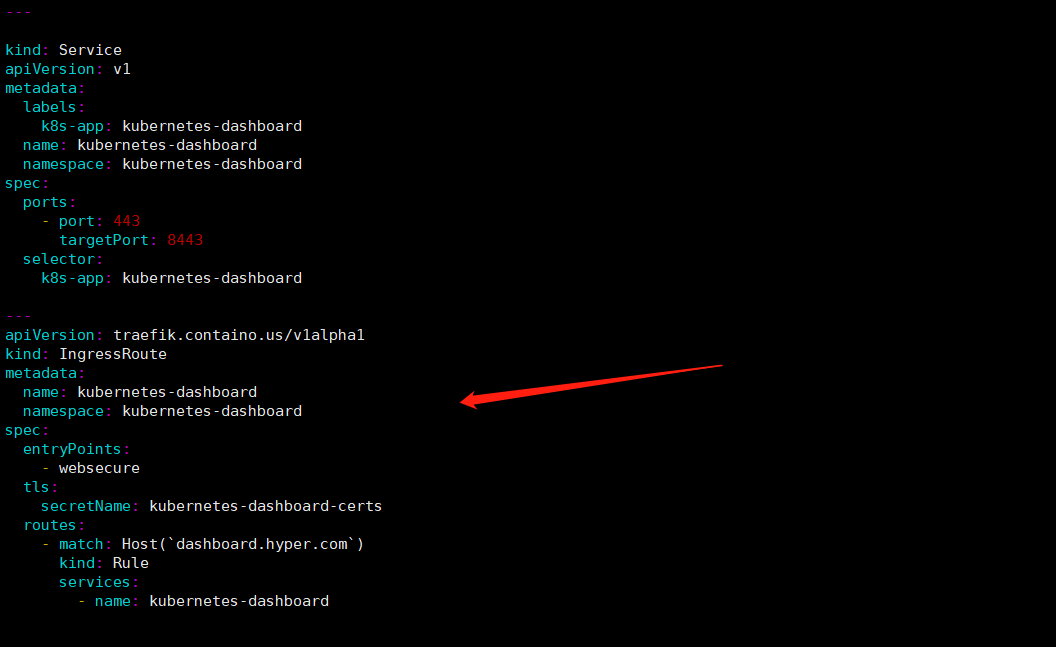 ---
kind: Service
apiVersion: v1
metadata:
  labels:
    k8s-app: kubernetes-dashboard
  name: kubernetes-dashboard
  namespace: kubernetes-dashboard
spec:
  ports:
    - port: 443
      targetPort: 8443
  selector:
    k8s-app: kubernetes-dashboard
---
apiVersion: traefik.containo.us/v1alpha1
kind: IngressRoute
metadata:
  name: kubernetes-dashboard
  namespace: kubernetes-dashboard
spec:
  entryPoints:
    - websecure
  tls:
    secretName: kubernetes-dashboard-certs
  routes:
    - match: Host(`dashboard.hyper.com`)
      kind: Rule
      services:
        - name: kubernetes-dashboard